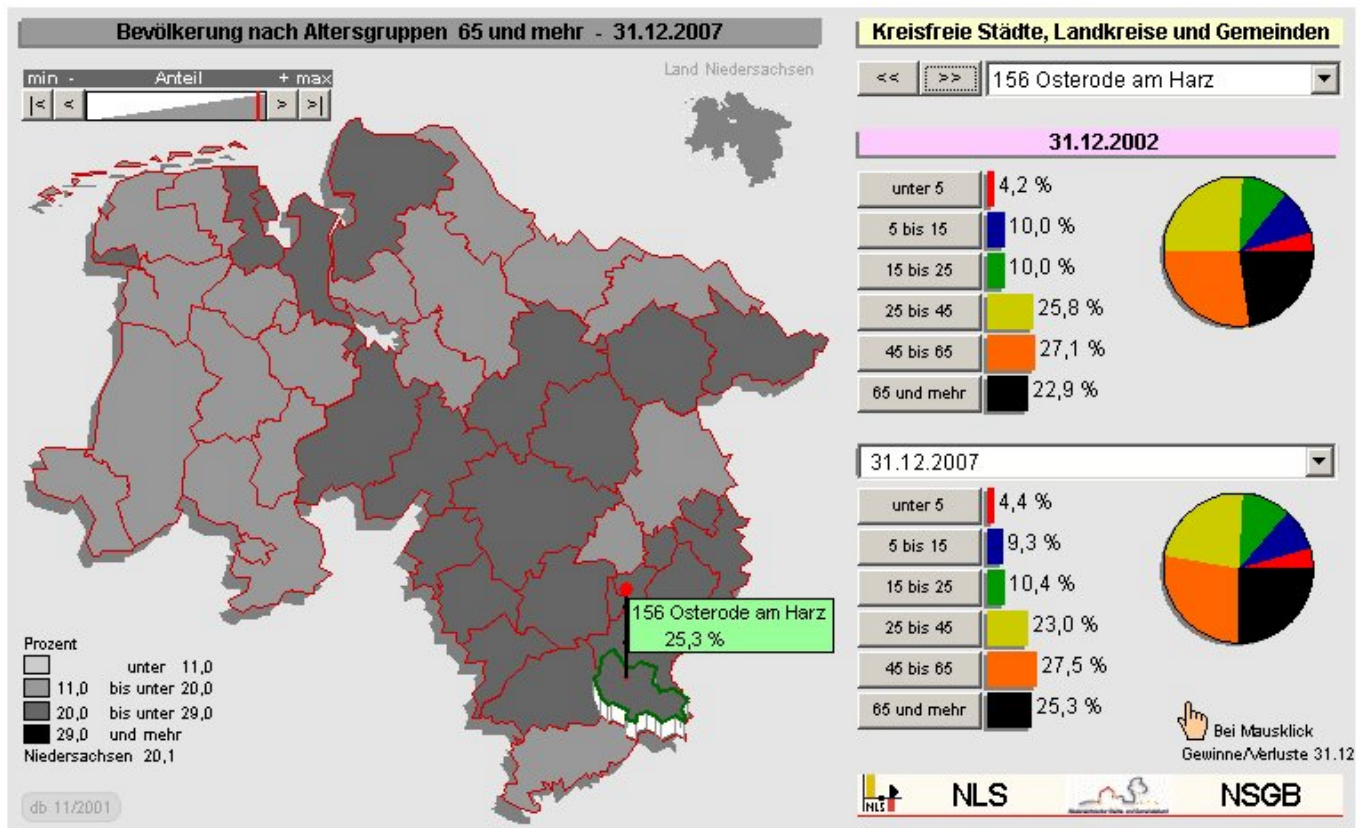 Bevölkerung nach Altersgruppen 65 und mehr - 31.12.2007
min - Anteil + max
|< < > >|
Land Niedersachsen
156 Osterode am Harz
25,3 %
Prozent
unter 11,0
11,0 bis unter 20,0
20,0 bis unter 29,0
29,0 und mehr
Niedersachsen 20,1
db 11/2001
Kreisfreie Städte, Landkreise und Gemeinden
<< >> 156 Osterode am Harz
31.12.2002
unter 5 4,2 %
5 bis 15 10,0 %
15 bis 25 10,0 %
25 bis 45 25,8 %
45 bis 65 27,1 %
65 und mehr 22,9 %
31.12.2007
unter 5 4,4 %
5 bis 15 9,3 %
15 bis 25 10,4 %
25 bis 45 23,0 %
45 bis 65 27,5 %
65 und mehr 25,3 %
Bei Mausklick
Gewinne/Verluste 31.12
NLS NLS NSGB